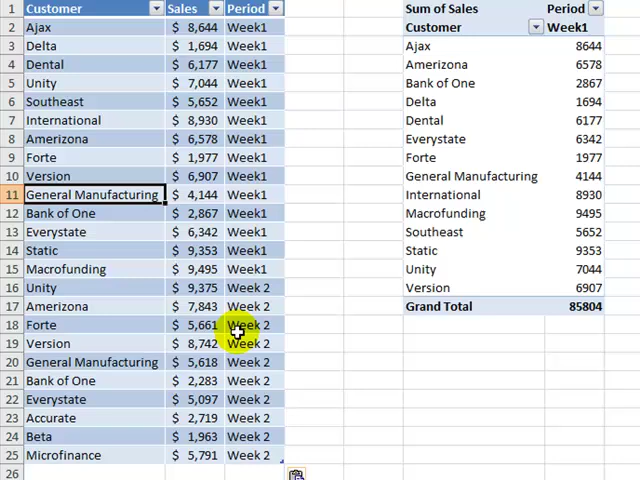 1 Customer Sales Period Sum of Sales Period
2 Ajax $ 8,644 Week1 Customer Week1
3 Delta $ 1,694 Week1 Ajax 8644
4 Dental $ 6,177 Week1 Amerizona 6578
5 Unity $ 7,044 Week1 Bank of One 2867
6 Southeast $ 5,652 Week1 Delta 1694
7 International $ 8,930 Week1 Dental 6177
8 Amerizona $ 6,578 Week1 Everystate 6342
9 Forte $ 1,977 Week1 Forte 1977
10 Version $ 6,907 Week1 General Manufacturing 4144
11 General Manufacturing $ 4,144 Week1 International 8930
12 Bank of One $ 2,867 Week1 Macrofunding 9495
13 Everystate $ 6,342 Week1 Southeast 5652
14 Static $ 9,353 Week1 Static 9353
15 Macrofunding $ 9,495 Week1 Unity 7044
16 Unity $ 9,375 Week 2 Version 6907
17 Amerizona $ 7,843 Week 2 Grand Total 85804
18 Forte $ 5,661 Week 2
19 Version $ 8,742 Week 2
20 General Manufacturing $ 5,618 Week 2
21 Bank of One $ 2,283 Week 2
22 Everystate $ 5,097 Week 2
23 Accurate $ 2,719 Week 2
24 Beta $ 1,963 Week 2
25 Microfinance $ 5,791 Week 2
26